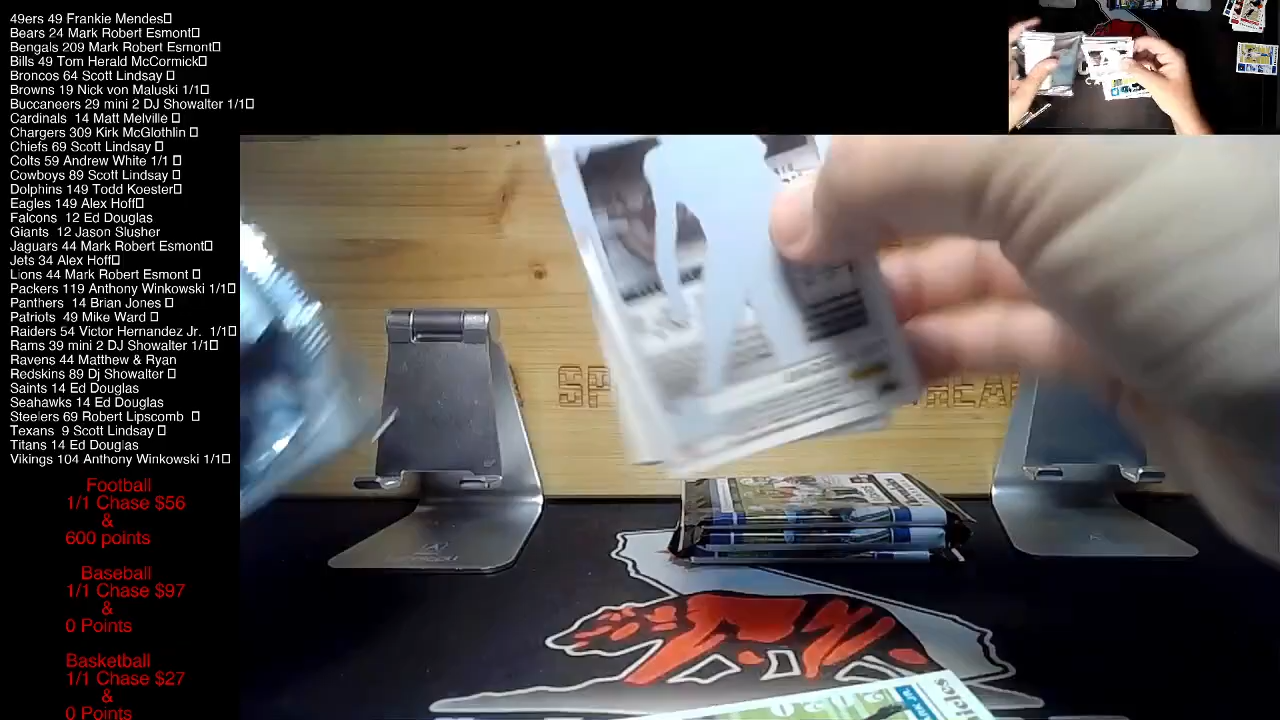 49ers 49 Frankie Mendes
Bears 24 Mark Robert Esmont
Bengals 209 Mark Robert Esmont
Bills 49 Tom Herald McCormick
Broncos 64 Scott Lindsay
Browns 19 Nick von Maluski 1/1
Buccaneers 29 mini 2 DJ Showalter 1/1
Cardinals 14 Matt Melville
Chargers 309 Kirk McGlothlin
Chiefs 69 Scott Lindsay
Colts 59 Andrew White 1/1
Cowboys 89 Scott Lindsay
Dolphins 149 Todd Koester
Eagles 149 Alex Hoff
Falcons 12 Ed Douglas
Giants 12 Jason Slusher
Jaguars 44 Mark Robert Esmont
Jets 34 Alex Hoff
Lions 44 Mark Robert Esmont
Packers 119 Anthony Winkowski 1/1
Panthers 14 Brian Jones
Patriots 49 Mike Ward
Raiders 54 Victor Hernandez Jr. 1/1
Rams 39 mini 2 DJ Showalter 1/1
Ravens 44 Matthew & Ryan
Redskins 89 Dj Showalter
Saints 14 Ed Douglas
Seahawks 14 Ed Douglas
Steelers 69 Robert Lipscomb
Texans 9 Scott Lindsay
Titans 14 Ed Douglas
Vikings 104 Anthony Winkowski 1/1
Football
1/1 Chase $56
&
600 points
Baseball
1/1 Chase $97
&
0 Points
Basketball
1/1 Chase $27
&
0 Points